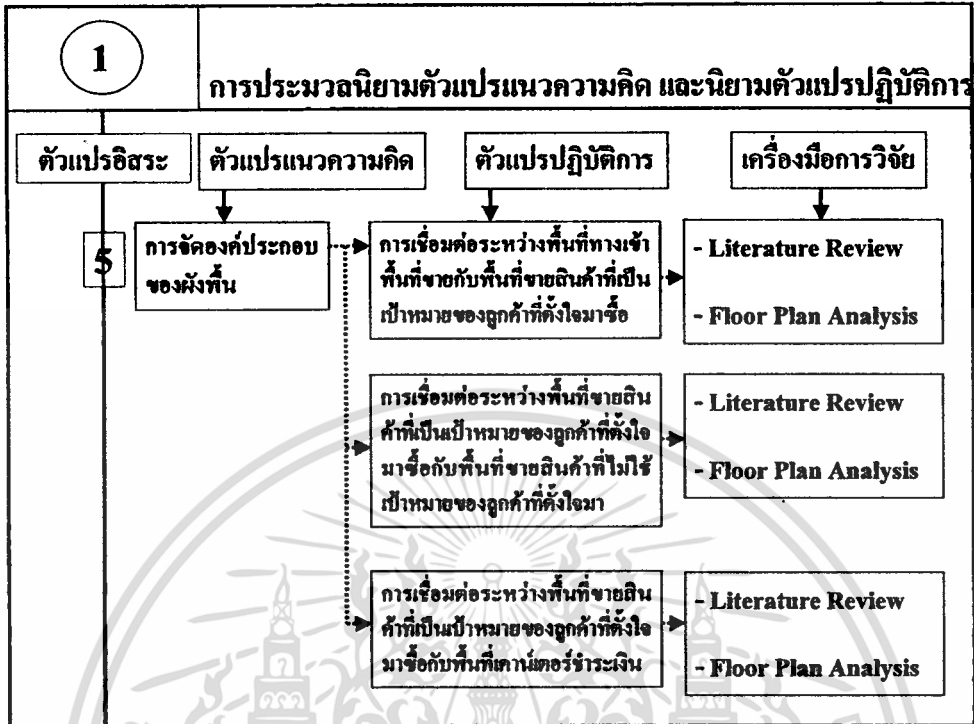 1
การประมวลนิยามตัวแปรแนวความคิด และนิยามตัวแปรปฏิบัติการ
ตัวแปรอิสระ
ตัวแปรแนวความคิด
ตัวแปรปฏิบัติการ
เครื่องมือการวิจัย
5
การจัดองค์ประกอบ
ของผังพื้น
การเชื่อมต่อระหว่างพื้นที่ทางเข้า
พื้นที่ขายกับพื้นที่ขายสินค้าที่เป็น
เป้าหมายของลูกค้าที่ตั้งใจมาซื้อ
- Literature Review
- Floor Plan Analysis
การเชื่อมต่อระหว่างพื้นที่ขายสิน
ค้าที่เป็นเป้าหมายของลูกค้าที่ตั้งใจ
มาซื้อกับพื้นที่ขายสินค้าที่ไม่ใช้
เป้าหมายของลูกค้าที่ตั้งใจมา
- Literature Review
- Floor Plan Analysis
การเชื่อมต่อระหว่างพื้นที่ขายสิน
ค้าที่เป็นเป้าหมายของลูกค้าที่ตั้งใจ
มาซื้อกับพื้นที่เคาน์เตอร์ชำระเงิน
- Literature Review
- Floor Plan Analysis